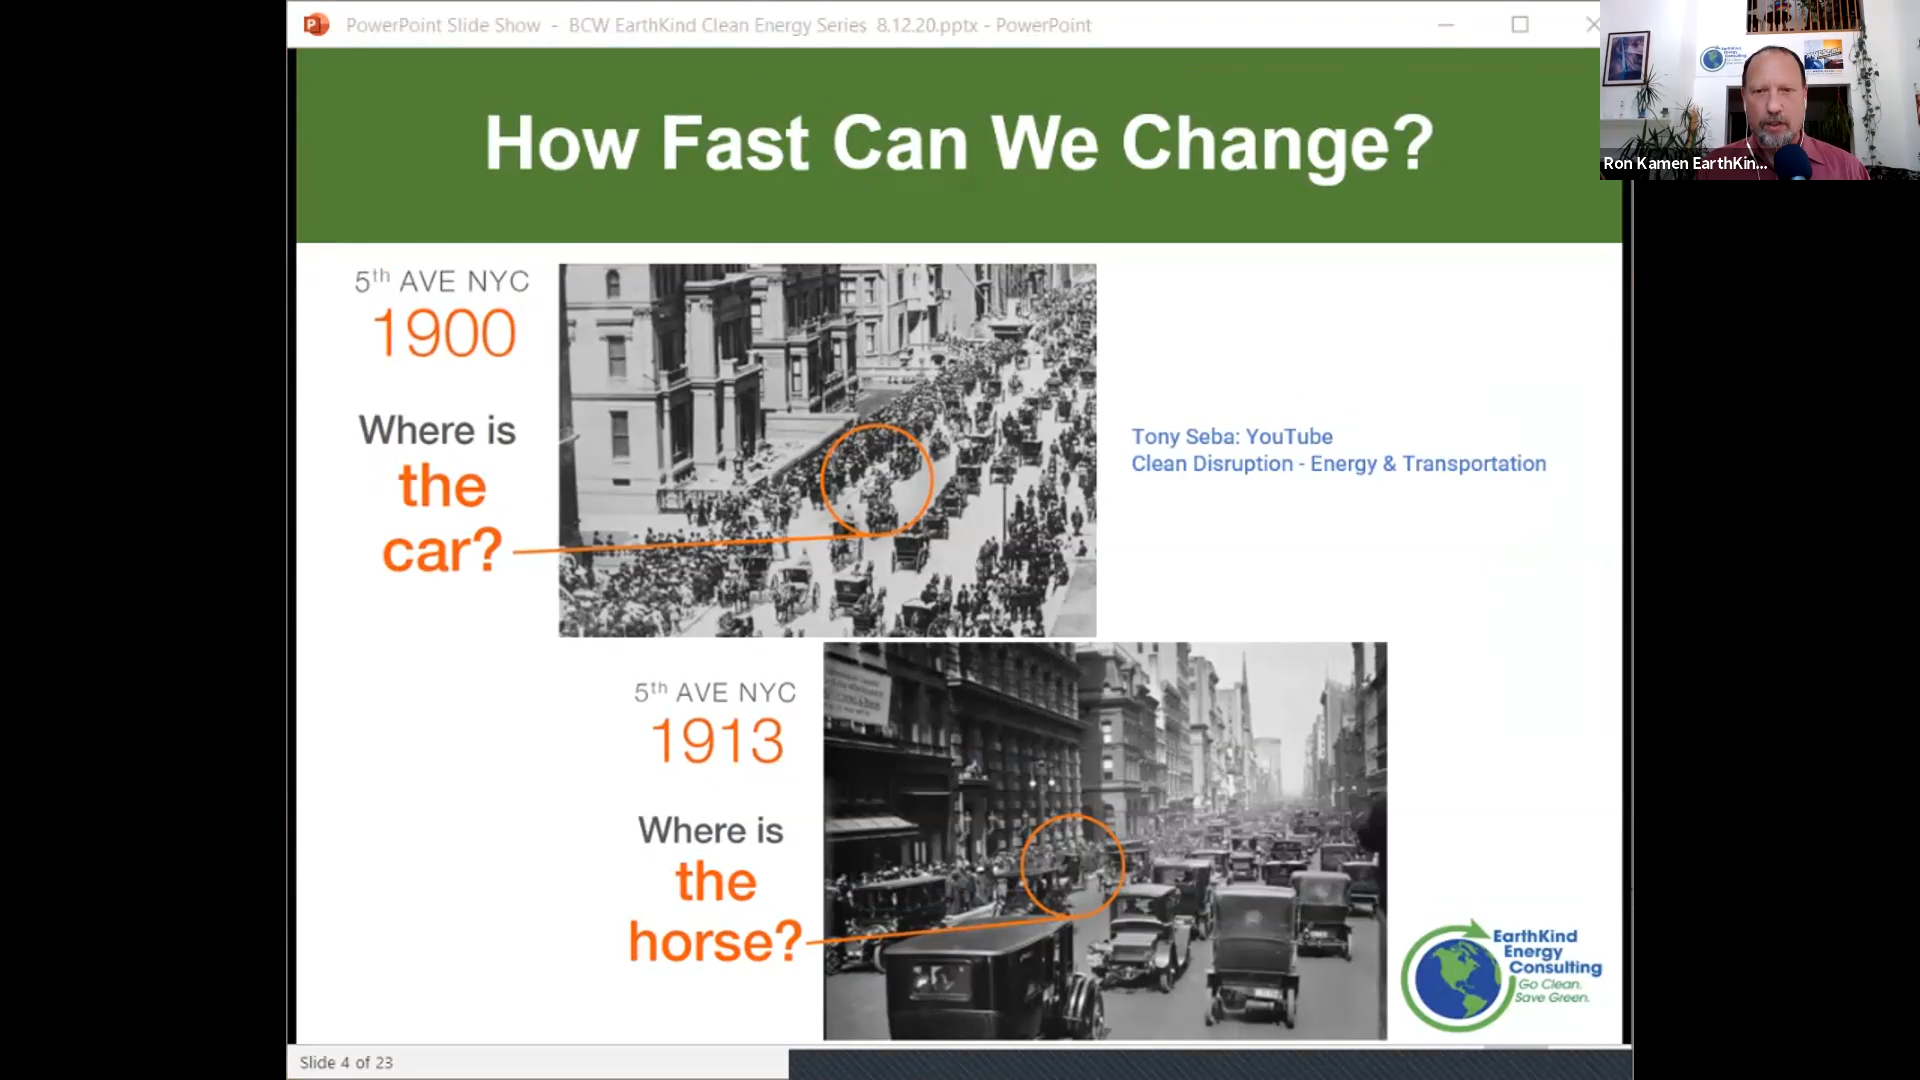 PowerPoint Slide Show - BCW EarthKind Clean Energy Series 8.12.20.pptx - PowerPoint
How Fast Can We Change?
5th AVE NYC
1900
Where is
the
car?
Tony Seba: YouTube
Clean Disruption - Energy & Transportation
5th AVE NYC
1913
Where is
the
horse?
EarthKind
Energy
Consulting
Go Clean.
Save Green.
Slide 4 of 23
Ron Kamen EarthKin...